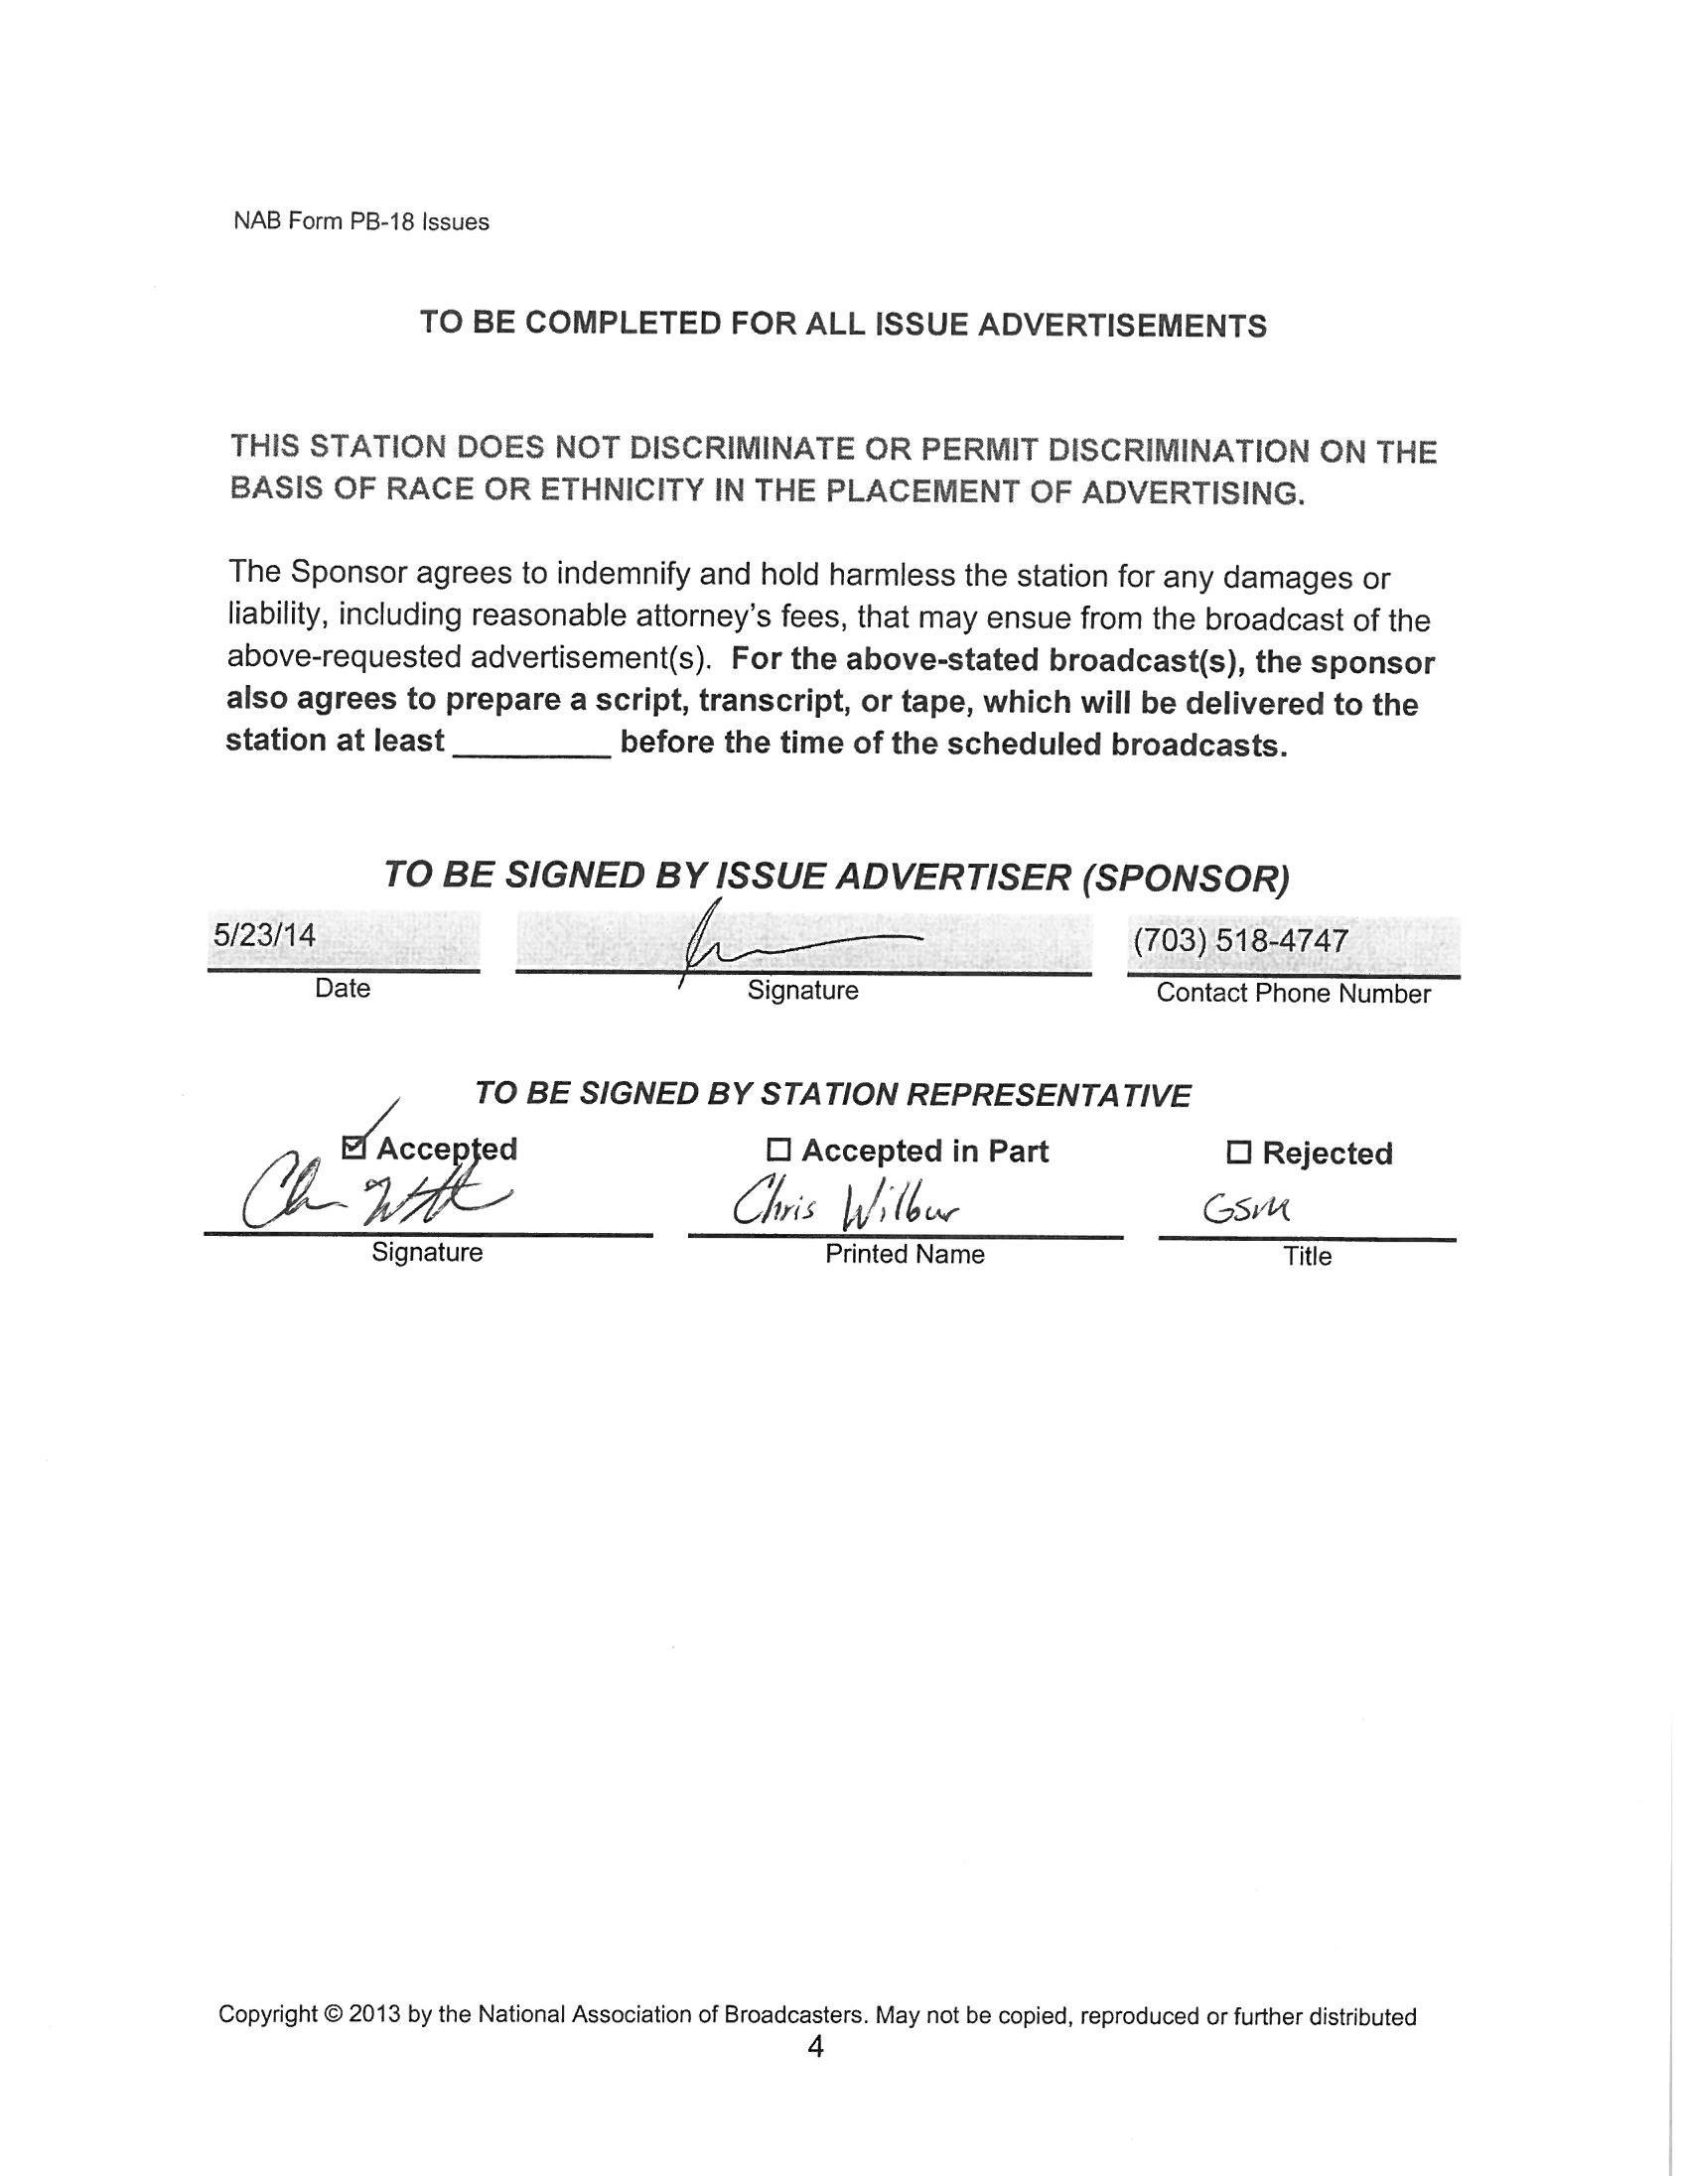 NAB Form PB-18 Issues
TO BE COMPLETED FOR ALL ISSUE ADVERTISEMENTS
THIS STATION DOES NOT DISCRIMINATE OR PERMIT DISCRIMINATION ON THE
BASIS OF RACE OR ETHNICITY IN THE PLACEMENT OF ADVERTISING.
The Sponsor agrees to indemnify and hold harmless the station for any damages or
liability, including reasonable attorney's fees, that may ensue from the broadcast of the
above-requested advertisement(s). For the above-stated broadcast(s), the sponsor
also agrees to prepare a script, transcript, or tape, which will be delivered to the
station at least __________ before the time of the scheduled broadcasts.
TO BE SIGNED BY ISSUE ADVERTISER (SPONSOR)
5/23/14 (703) 518-4747
Date Signature Contact Phone Number
TO BE SIGNED BY STATION REPRESENTATIVE
☑ Accepted ☐ Accepted in Part ☐ Rejected
Chris Wilbur GSM
Signature Printed Name Title
Copyright © 2013 by the National Association of Broadcasters. May not be copied, reproduced or further distributed
4